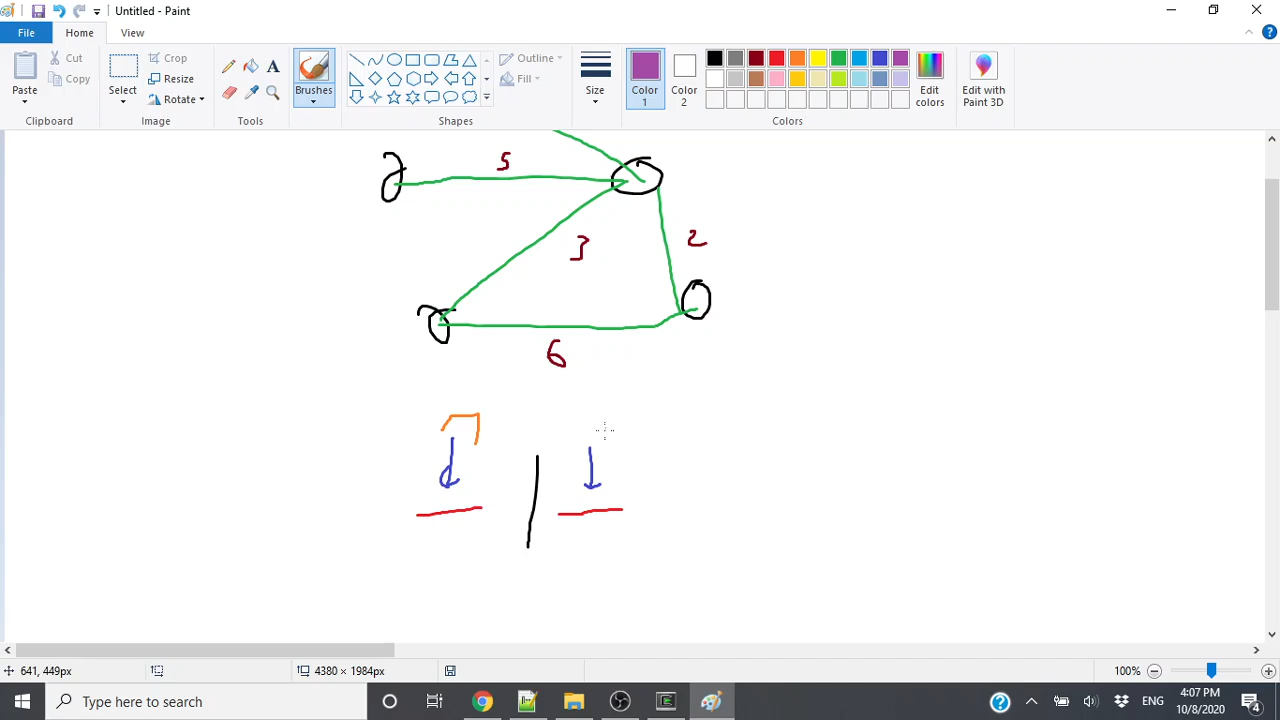 Untitled - Paint
File Home View
Paste
Cut
Copy
Clipboard
Select
Crop
Resize
Rotate
Image
A
Tools
Brushes
Outline
Fill
Shapes
Size
Color 1
Color 2
Edit colors
Edit with Paint 3D
Colors
5
3
2
6
641, 449px
4380 × 1984px
100%
Type here to search
ENG
4:07 PM
10/8/2020
4